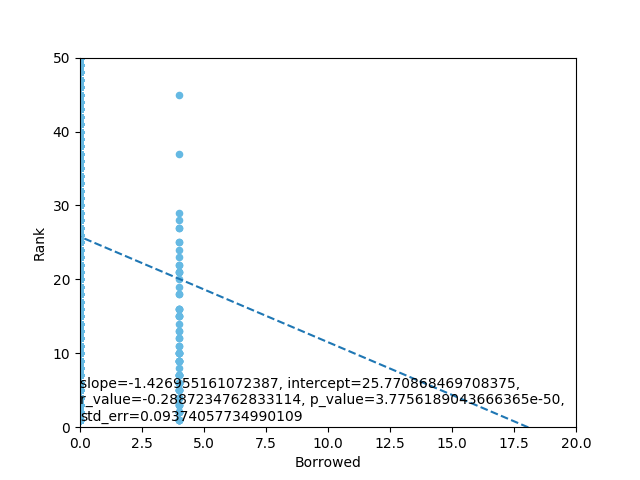 50
40
30
20
10
0
Rank
slope=-1.426955161072387, intercept=25.770868469708375,
r_value=-0.2887234762833114, p_value=3.7756189043666365e-50,
std_err=0.09374057734990109
0.0 2.5 5.0 7.5 10.0 12.5 15.0 17.5 20.0
Borrowed